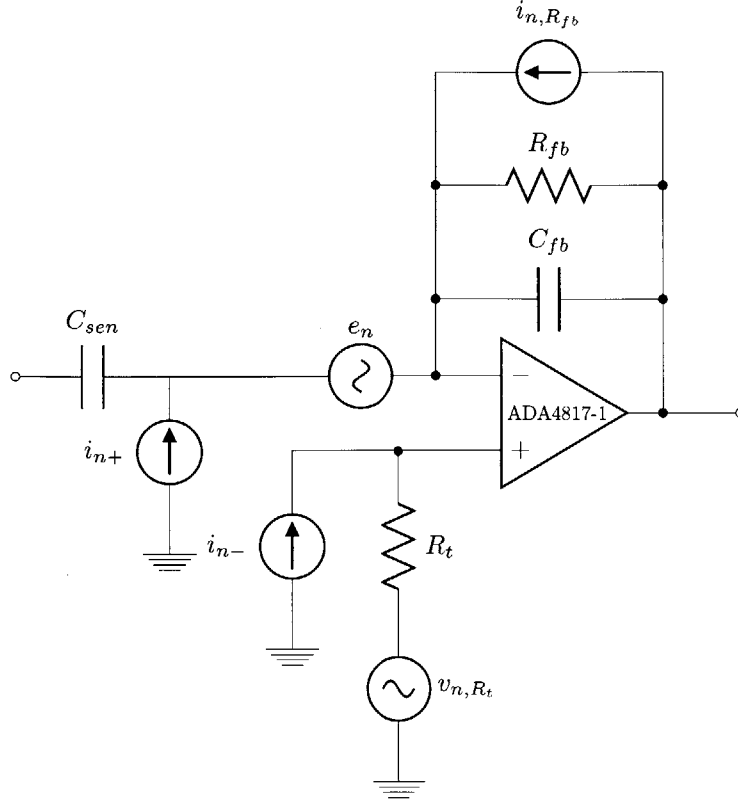 i_{n,R_{fb}}
R_{fb}
C_{fb}
C_{sen}
e_n
−
ADA4817-1
i_{n+}
+
i_{n−}
R_t
v_{n,R_t}